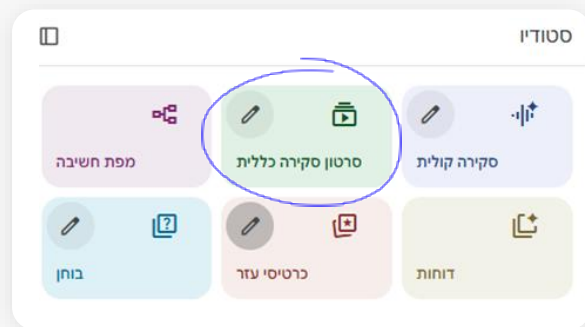 סטודיו
סקירה קולית
סרטון סקירה כללית
מפת חשיבה
דוחות
כרטיסי עזר
בוחן